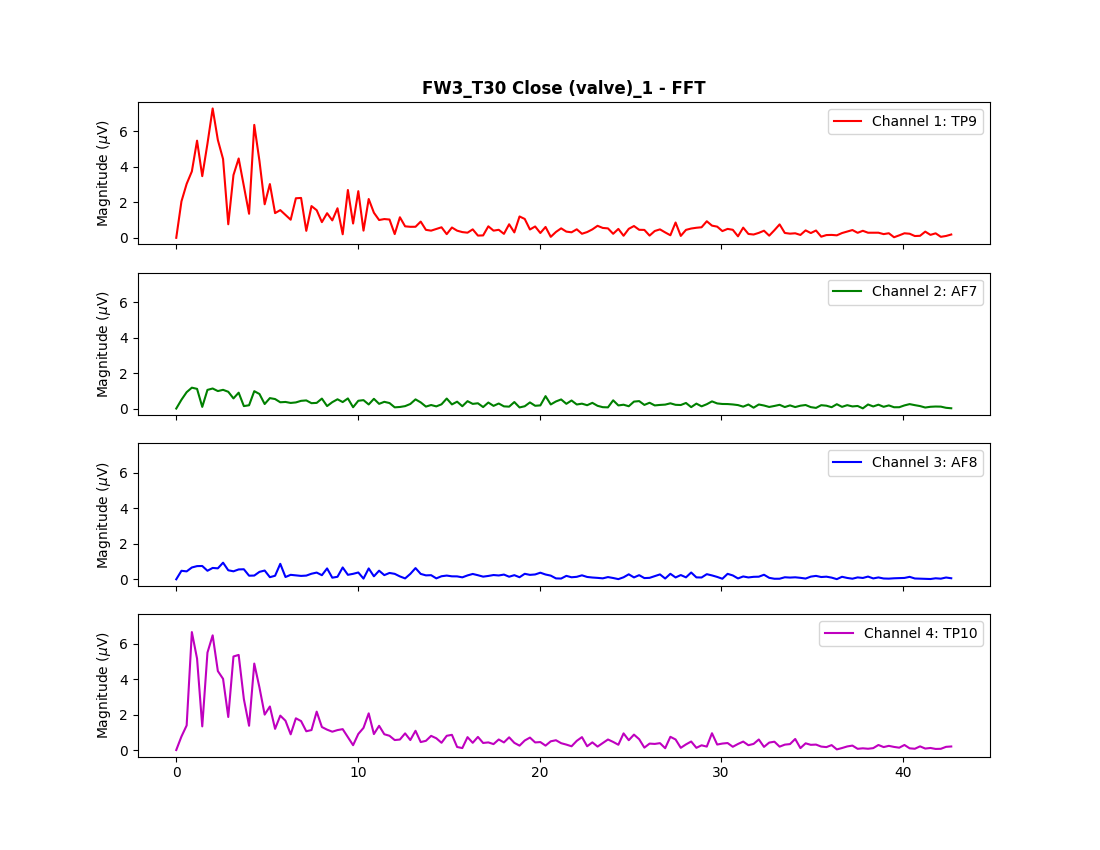 FW3_T30 Close (valve)_1 - FFT
Magnitude (μV)
6
4
2
0
Channel 1: TP9
Magnitude (μV)
6
4
2
0
Channel 2: AF7
Magnitude (μV)
6
4
2
0
Channel 3: AF8
Magnitude (μV)
6
4
2
0
Channel 4: TP10
0 10 20 30 40